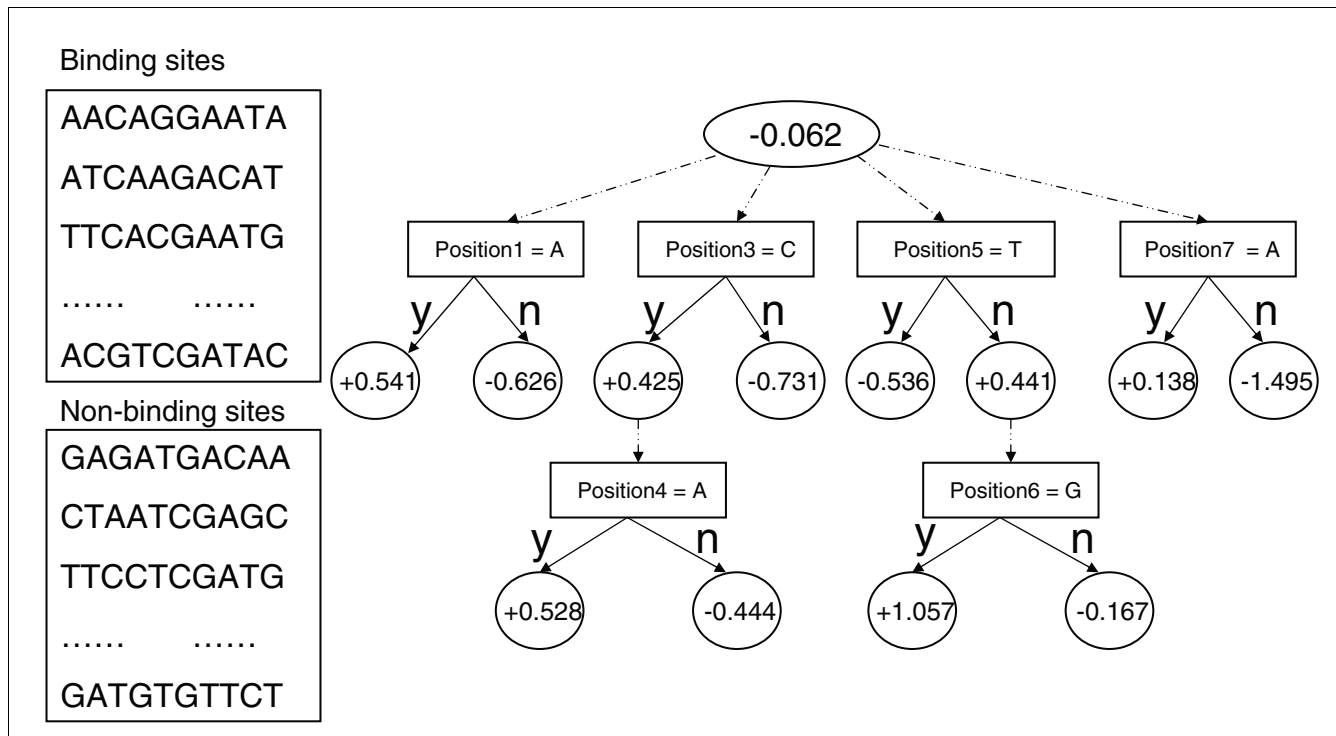 Binding sites
AACAGGAATA
ATCAAGACAT
TTCACGAATG
...... ......
ACGTCGATAC
Non-binding sites
GAGATGACAA
CTAATCGAGC
TTCCTCGATG
...... ......
GATGTGTTCT
-0.062
Position1 = A
Position3 = C
Position5 = T
Position7 = A
y n y n y n y n
+0.541 -0.626 +0.425 -0.731 -0.536 +0.441 +0.138 -1.495
Position4 = A
Position6 = G
y n y n
+0.528 -0.444 +1.057 -0.167